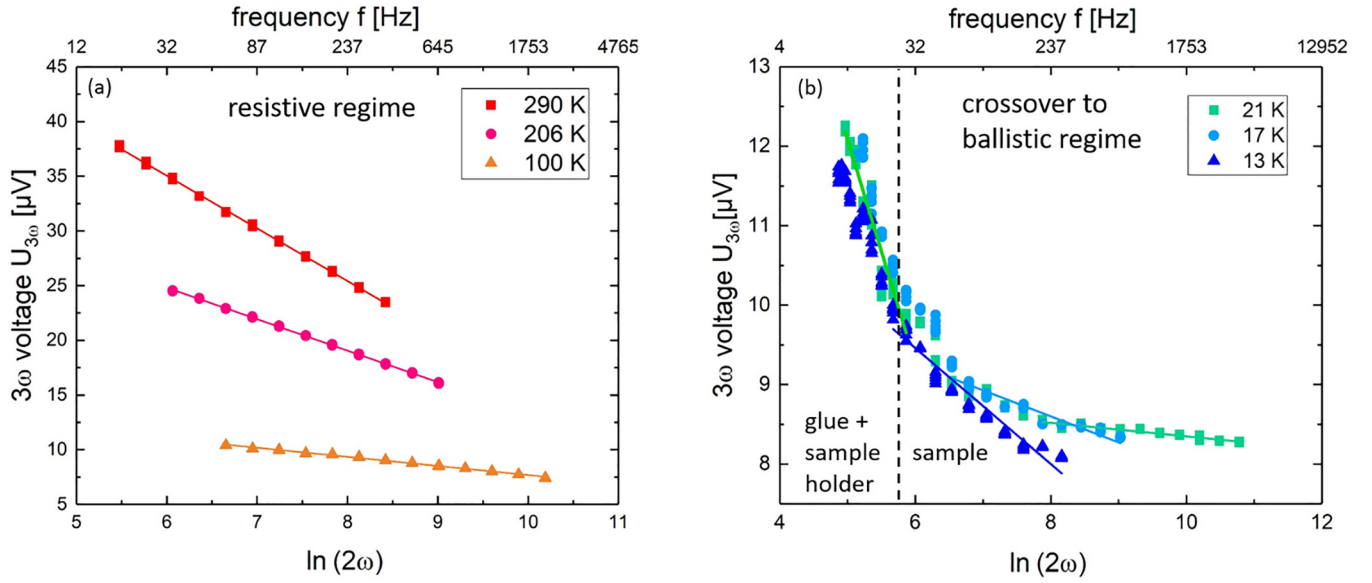 frequency f [Hz]
12 32 87 237 645 1753 4765
45
40
35
30
25
20
15
10
5
3ω voltage U3ω [µV]
(a)
resistive regime
290 K
206 K
100 K
5 6 7 8 9 10 11
ln (2ω)
frequency f [Hz]
4 32 237 1753 12952
13
12
11
10
9
8
3ω voltage U3ω[µV]
(b)
crossover to
ballistic regime
21 K
17 K
13 K
glue +
sample
holder
sample
4 6 8 10 12
ln (2ω)